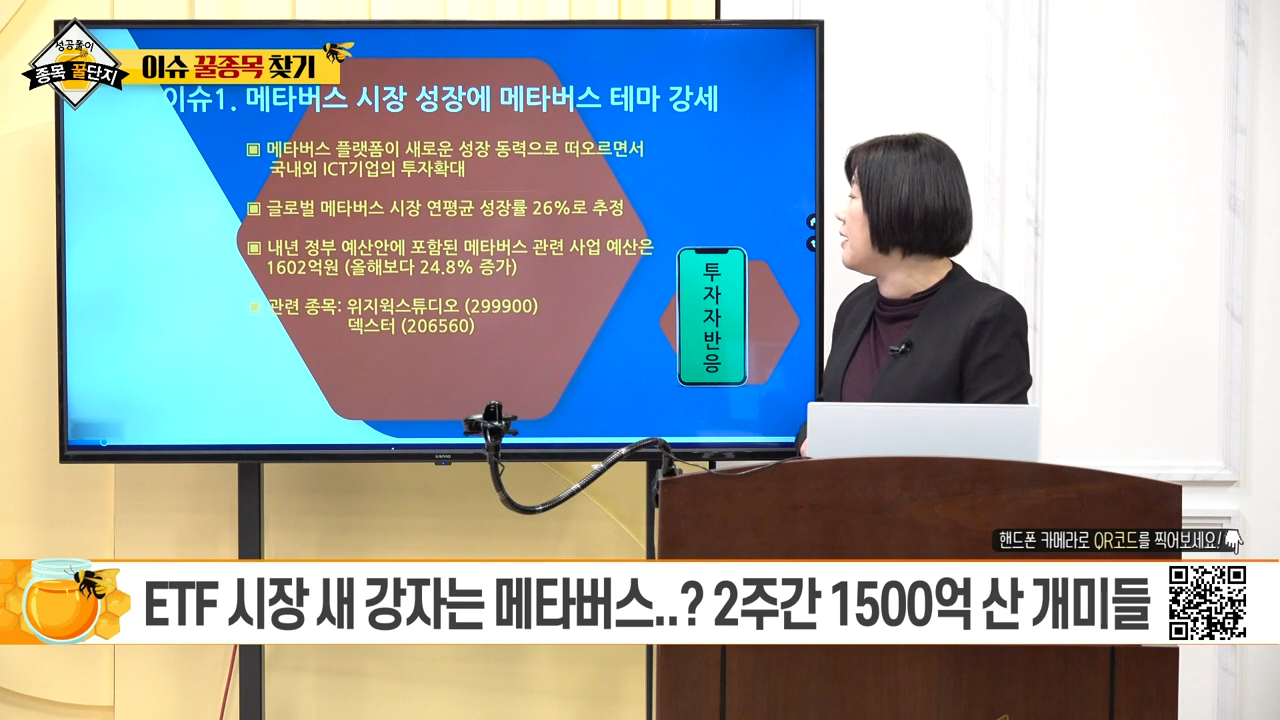 성공풀이
종목 꿀단지
이슈 꿀종목 찾기
이슈1. 메타버스 시장 성장에 메타버스 테마 강세
▣ 메타버스 플랫폼이 새로운 성장 동력으로 떠오르면서
국내외 ICT기업의 투자확대
▣ 글로벌 메타버스 시장 연평균 성장률 26%로 추정
▣ 내년 정부 예산안에 포함된 메타버스 관련 사업 예산은
1602억원 (올해보다 24.8% 증가)
▣ 관련 종목: 위지윅스튜디오 (299900)
덱스터 (206560)
투
자
자
반
응
핸드폰 카메라로 QR코드를 찍어보세요!
ETF 시장 새 강자는 메타버스..? 2주간 1500억 산 개미들